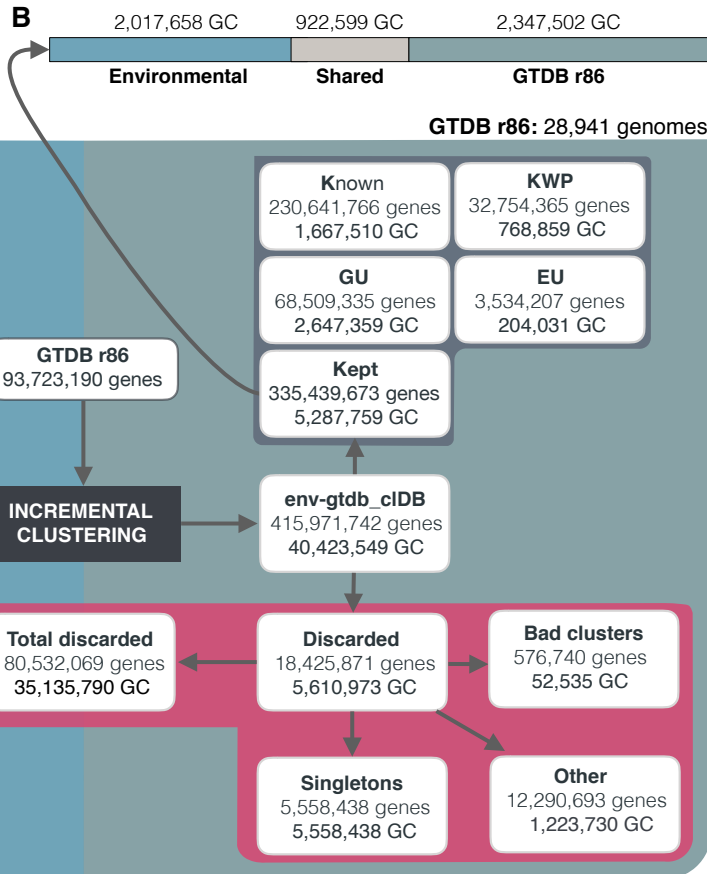 B
2,017,658 GC 922,599 GC 2,347,502 GC
Environmental Shared GTDB r86
GTDB r86: 28,941 genomes
Known
230,641,766 genes
1,667,510 GC
KWP
32,754,365 genes
768,859 GC
GU
68,509,335 genes
2,647,359 GC
EU
3,534,207 genes
204,031 GC
GTDB r86
93,723,190 genes
Kept
335,439,673 genes
5,287,759 GC
INCREMENTAL
CLUSTERING
env-gtdb_clDB
415,971,742 genes
40,423,549 GC
Total discarded
80,532,069 genes
35,135,790 GC
Discarded
18,425,871 genes
5,610,973 GC
Bad clusters
576,740 genes
52,535 GC
Singletons
5,558,438 genes
5,558,438 GC
Other
12,290,693 genes
1,223,730 GC